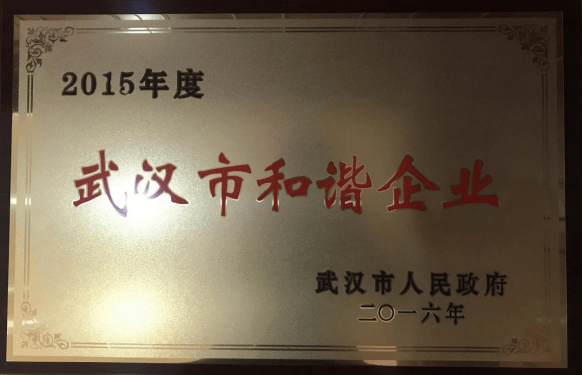 2015年度
武汉市和谐企业
武汉市人民政府
二〇一六年